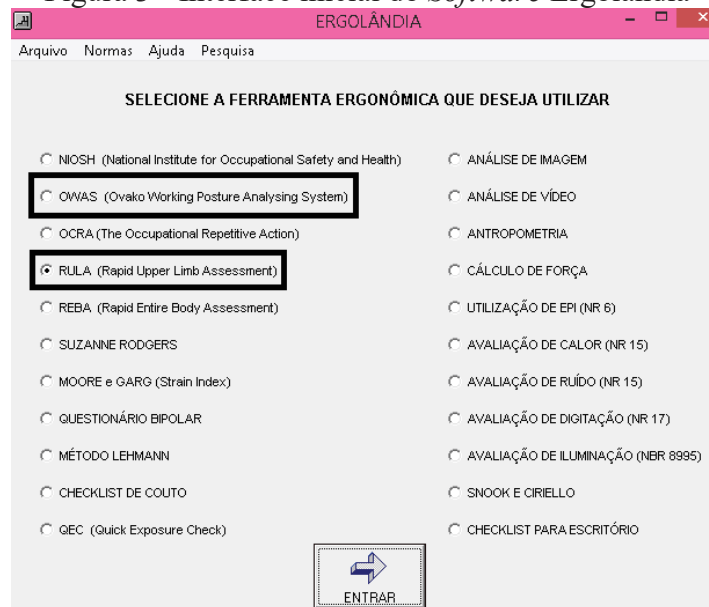 Figura 3 - Interface inicial do Software Ergolândia
ERGOLÂNDIA
Arquivo Normas Ajuda Pesquisa
SELECIONE A FERRAMENTA ERGONÔMICA QUE DESEJA UTILIZAR
NIOSH (National Institute for Occupational Safety and Health)
OWAS (Ovako Working Posture Analysing System)
OCRA (The Occupational Repetitive Action)
RULA (Rapid Upper Limb Assessment)
REBA (Rapid Entire Body Assessment)
SUZANNE RODGERS
MOORE e GARG (Strain Index)
QUESTIONÁRIO BIPOLAR
MÉTODO LEHMANN
CHECKLIST DE COUTO
QEC (Quick Exposure Check)
ANÁLISE DE IMAGEM
ANÁLISE DE VÍDEO
ANTROPOMETRIA
CÁLCULO DE FORÇA
UTILIZAÇÃO DE EPI (NR 6)
AVALIAÇÃO DE CALOR (NR 15)
AVALIAÇÃO DE RUÍDO (NR 15)
AVALIAÇÃO DE DIGITAÇÃO (NR 17)
AVALIAÇÃO DE ILUMINAÇÃO (NBR 8995)
SNOOK E CIRIELLO
CHECKLIST PARA ESCRITÓRIO
ENTRAR